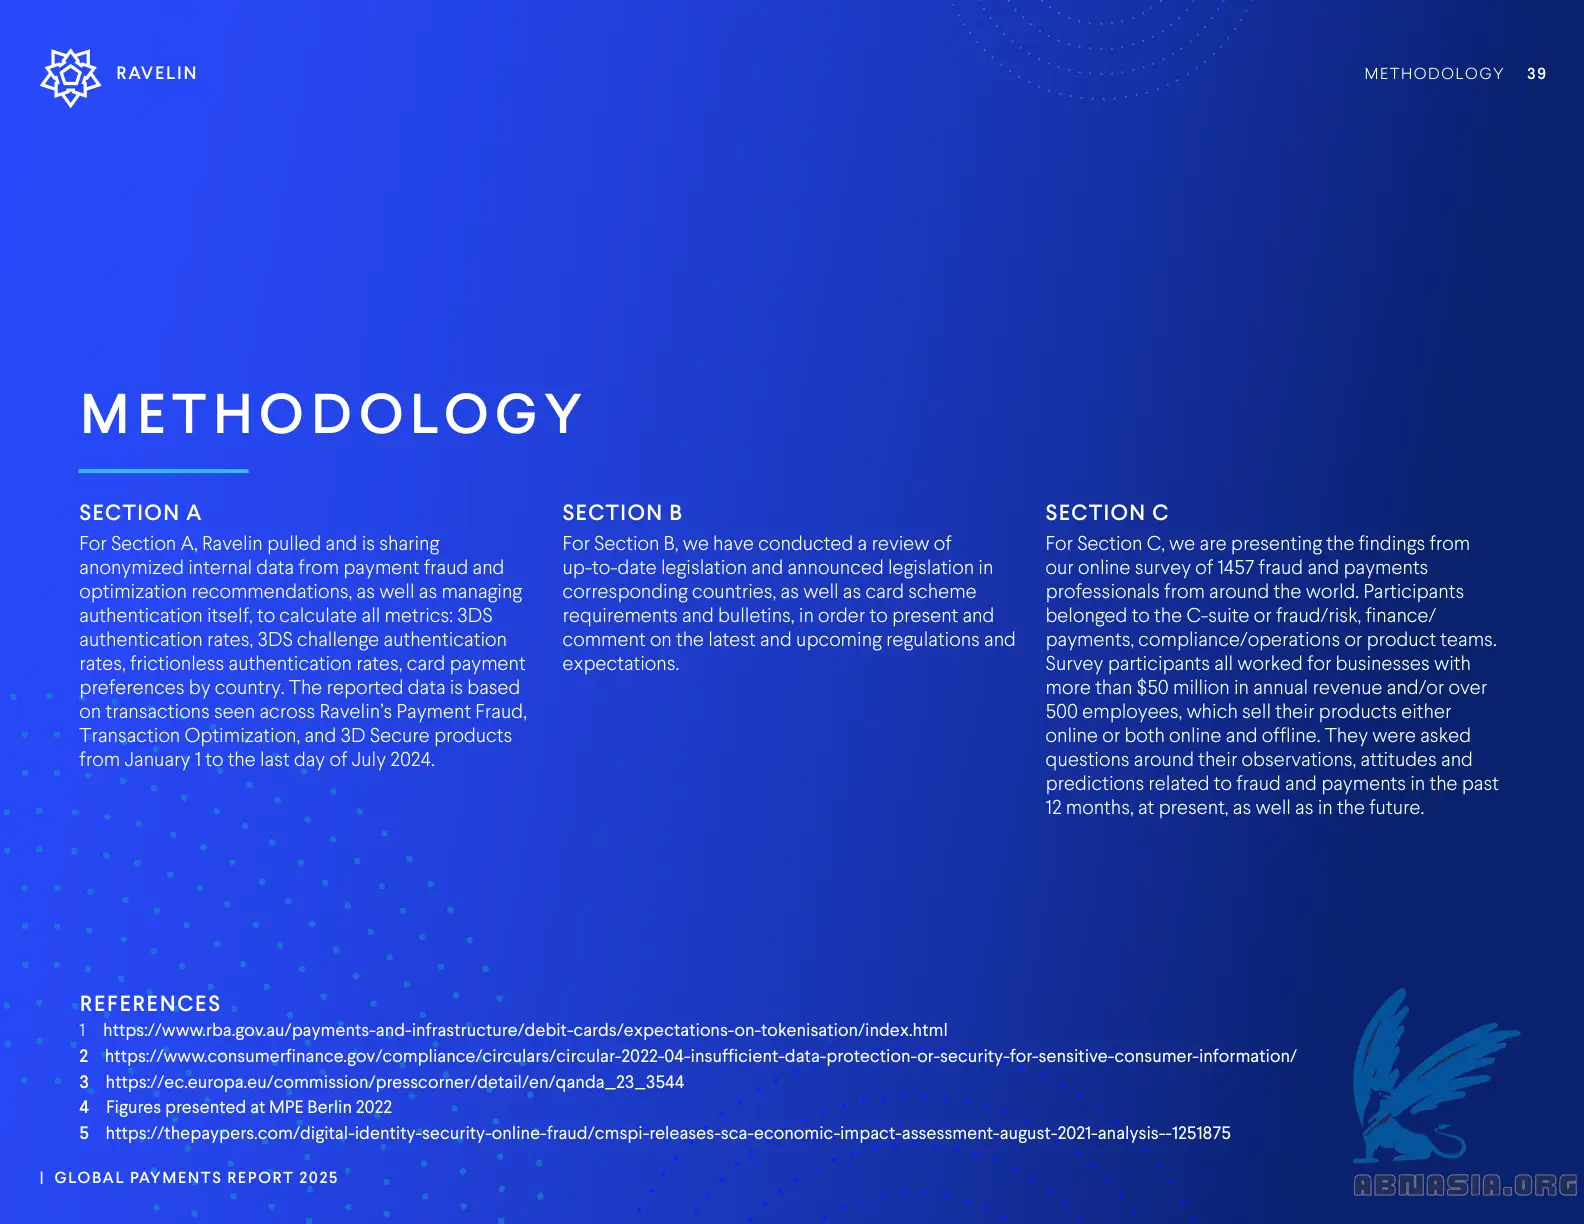 RAVELIN
METHODOLOGY 39
METHODOLOGY
SECTION A
For Section A, Ravelin pulled and is sharing
anonymized internal data from payment fraud and
optimization recommendations, as well as managing
authentication itself, to calculate all metrics: 3DS
authentication rates, 3DS challenge authentication
rates, frictionless authentication rates, card payment
preferences by country. The reported data is based
on transactions seen across Ravelin’s Payment Fraud,
Transaction Optimization, and 3D Secure products
from January 1 to the last day of July 2024.
SECTION B
For Section B, we have conducted a review of
up-to-date legislation and announced legislation in
corresponding countries, as well as card scheme
requirements and bulletins, in order to present and
comment on the latest and upcoming regulations and
expectations.
SECTION C
For Section C, we are presenting the findings from
our online survey of 1457 fraud and payments
professionals from around the world. Participants
belonged to the C-suite or fraud/risk, finance/
payments, compliance/operations or product teams.
Survey participants all worked for businesses with
more than $50 million in annual revenue and/or over
500 employees, which sell their products either
online or both online and offline. They were asked
questions around their observations, attitudes and
predictions related to fraud and payments in the past
12 months, at present, as well as in the future.
REFERENCES
1 https://www.rba.gov.au/payments-and-infrastructure/debit-cards/expectations-on-tokenisation/index.html
2 https://www.consumerfinance.gov/compliance/circulars/circular-2022-04-insufficient-data-protection-or-security-for-sensitive-consumer-information/
3 https://ec.europa.eu/commission/presscorner/detail/en/qanda_23_3544
4 Figures presented at MPE Berlin 2022
5 https://thepaypers.com/digital-identity-security-online-fraud/cmspi-releases-sca-economic-impact-assessment-august-2021-analysis--1251875
| GLOBAL PAYMENTS REPORT 2025
ABNASIA.ORG